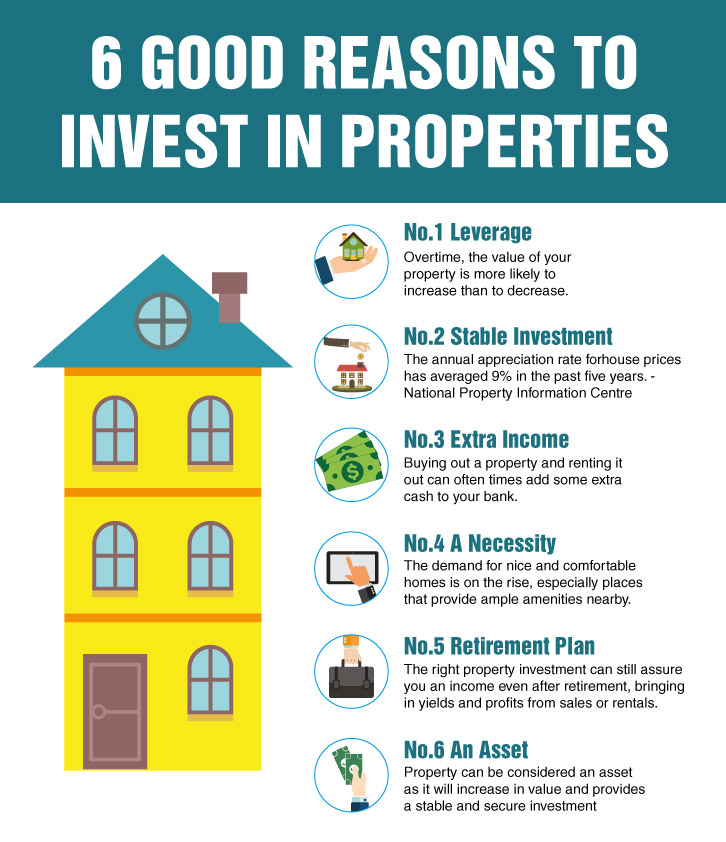 6 GOOD REASONS TO
INVEST IN PROPERTIES
No.1 Leverage
Overtime, the value of your
property is more likely to
increase than to decrease.
No.2 Stable Investment
The annual appreciation rate forhouse prices
has averaged 9% in the past five years. -
National Property Information Centre
No.3 Extra Income
Buying out a property and renting it
out can often times add some extra
cash to your bank.
No.4 A Necessity
The demand for nice and comfortable
homes is on the rise, especially places
that provide ample amenities nearby.
No.5 Retirement Plan
The right property investment can still assure
you an income even after retirement, bringing
in yields and profits from sales or rentals.
No.6 An Asset
Property can be considered an asset
as it will increase in value and provides
a stable and secure investment